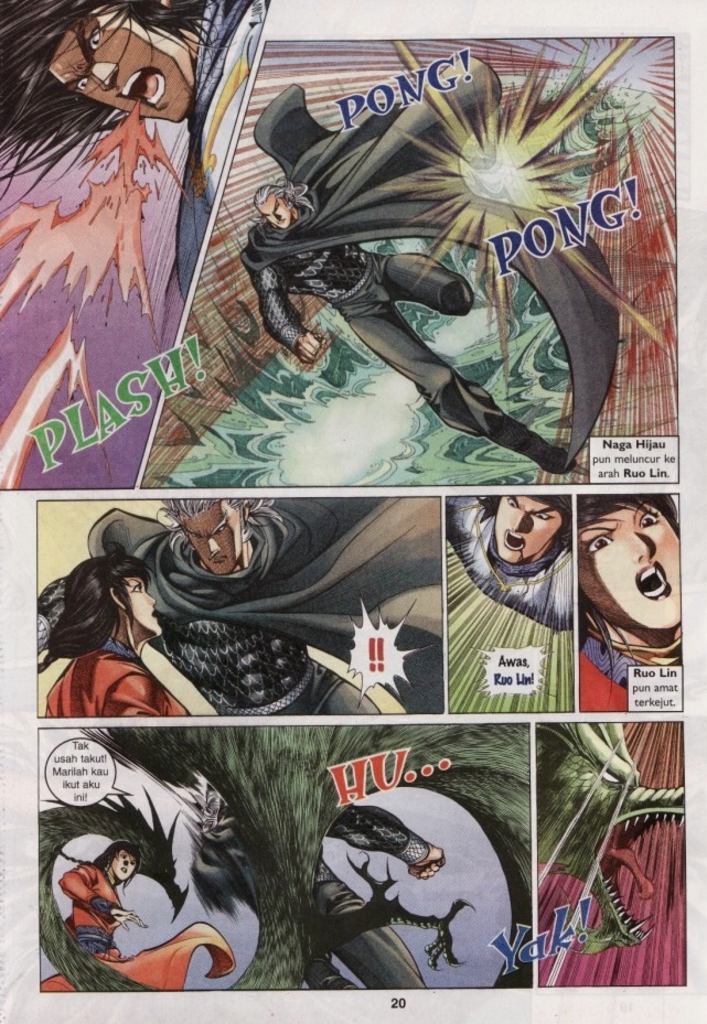 PLASH!
PONG!
PONG!
Naga Hijau
pun meluncur ke
arah Ruo Lin.
!!
Awas,
Ruo Lin!
Ruo Lin
pun amat
terkejut.
Tak
usah takut!
Marilah kau
ikut aku
ini!
HU...
Yak!
20